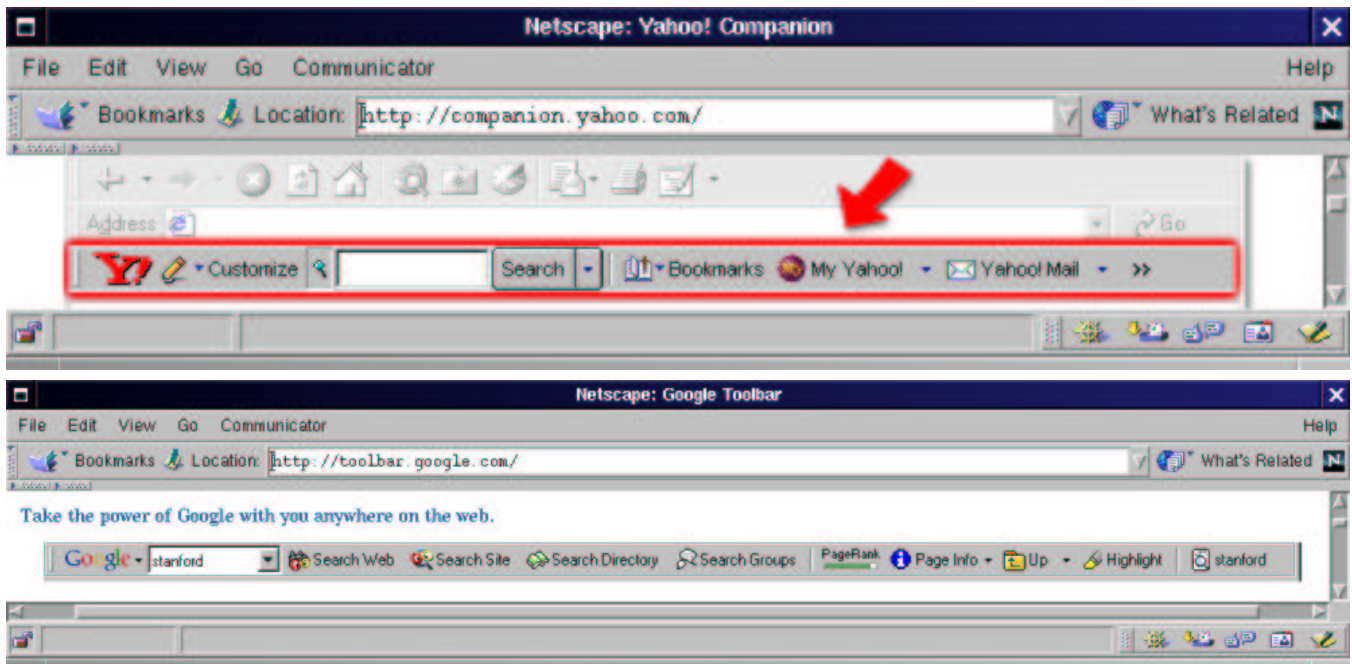 Netscape: Yahoo! Companion
File Edit View Go Communicator Help
Bookmarks Location: http://companion.yahoo.com/ What's Related N
Address Go
Y! Customize Search Bookmarks My Yahoo! Yahoo! Mail >>
Netscape: Google Toolbar
File Edit View Go Communicator Help
Bookmarks Location: http://toolbar.google.com/ What's Related N
Take the power of Google with you anywhere on the web.
Google stanford Search Web Search Site Search Directory Search Groups PageRank Page Info Up Highlight stanford